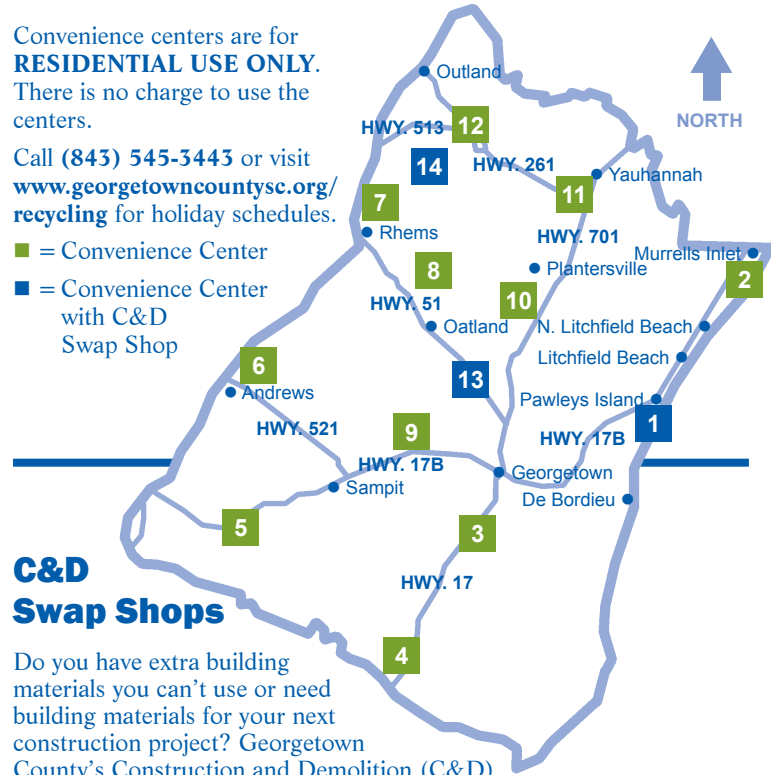 Convenience centers are for
RESIDENTIAL USE ONLY.
There is no charge to use the
centers.
Call (843) 545-3443 or visit
www.georgetowncountysc.org/
recycling for holiday schedules.
= Convenience Center
= Convenience Center
with C&D
Swap Shop
NORTH
Outland
HWY. 513
12
14
HWY. 261
Yauhannah
11
7
Rhems
HWY. 701
Murrells Inlet
8
Plantersville
2
10
HWY. 51
Oatland
N. Litchfield Beach
Litchfield Beach
6
13
Andrews
Pawleys Island
1
HWY. 521
9
HWY. 17B
HWY. 17B
Georgetown
Sampit
De Bordieu
5
3
HWY. 17
4
C&D
Swap Shops
Do you have extra building
materials you can't use or need
building materials for your next
construction project? Georgetown
County's Construction and Demolition (C&D)